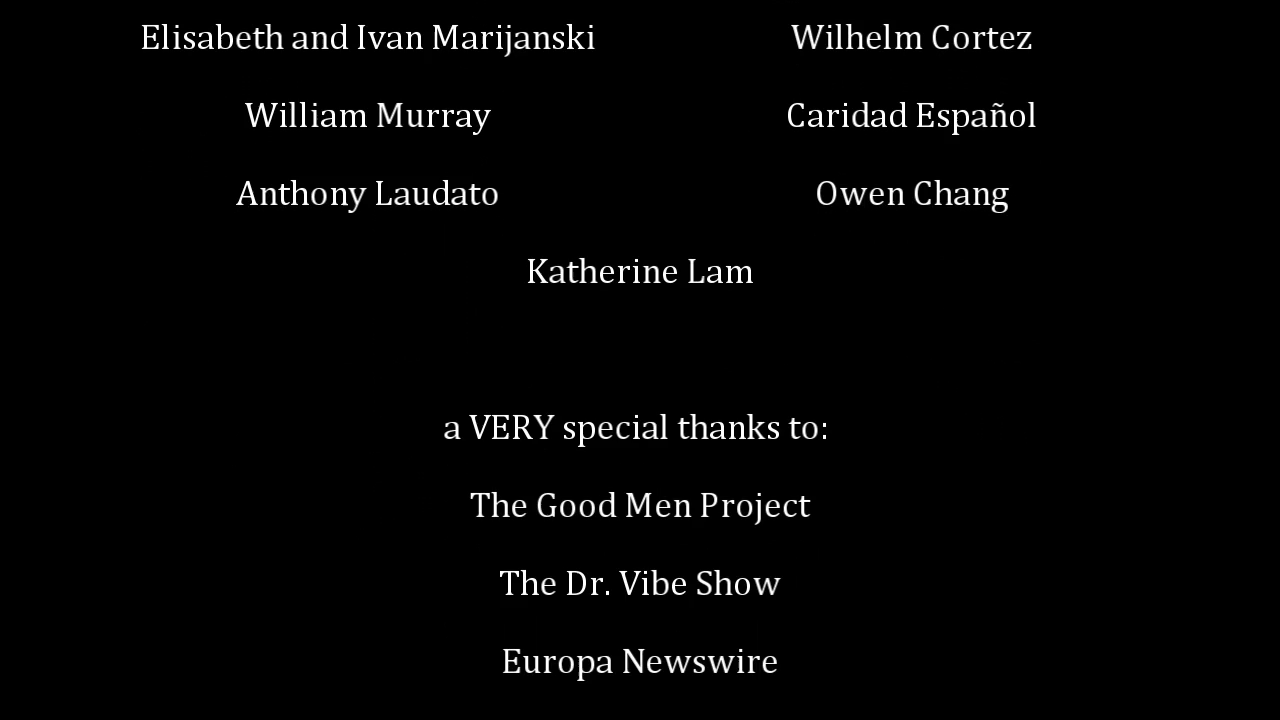 Elisabeth and Ivan Marijanski Wilhelm Cortez
William Murray Caridad Español
Anthony Laudato Owen Chang
Katherine Lam
a VERY special thanks to:
The Good Men Project
The Dr. Vibe Show
Europa Newswire